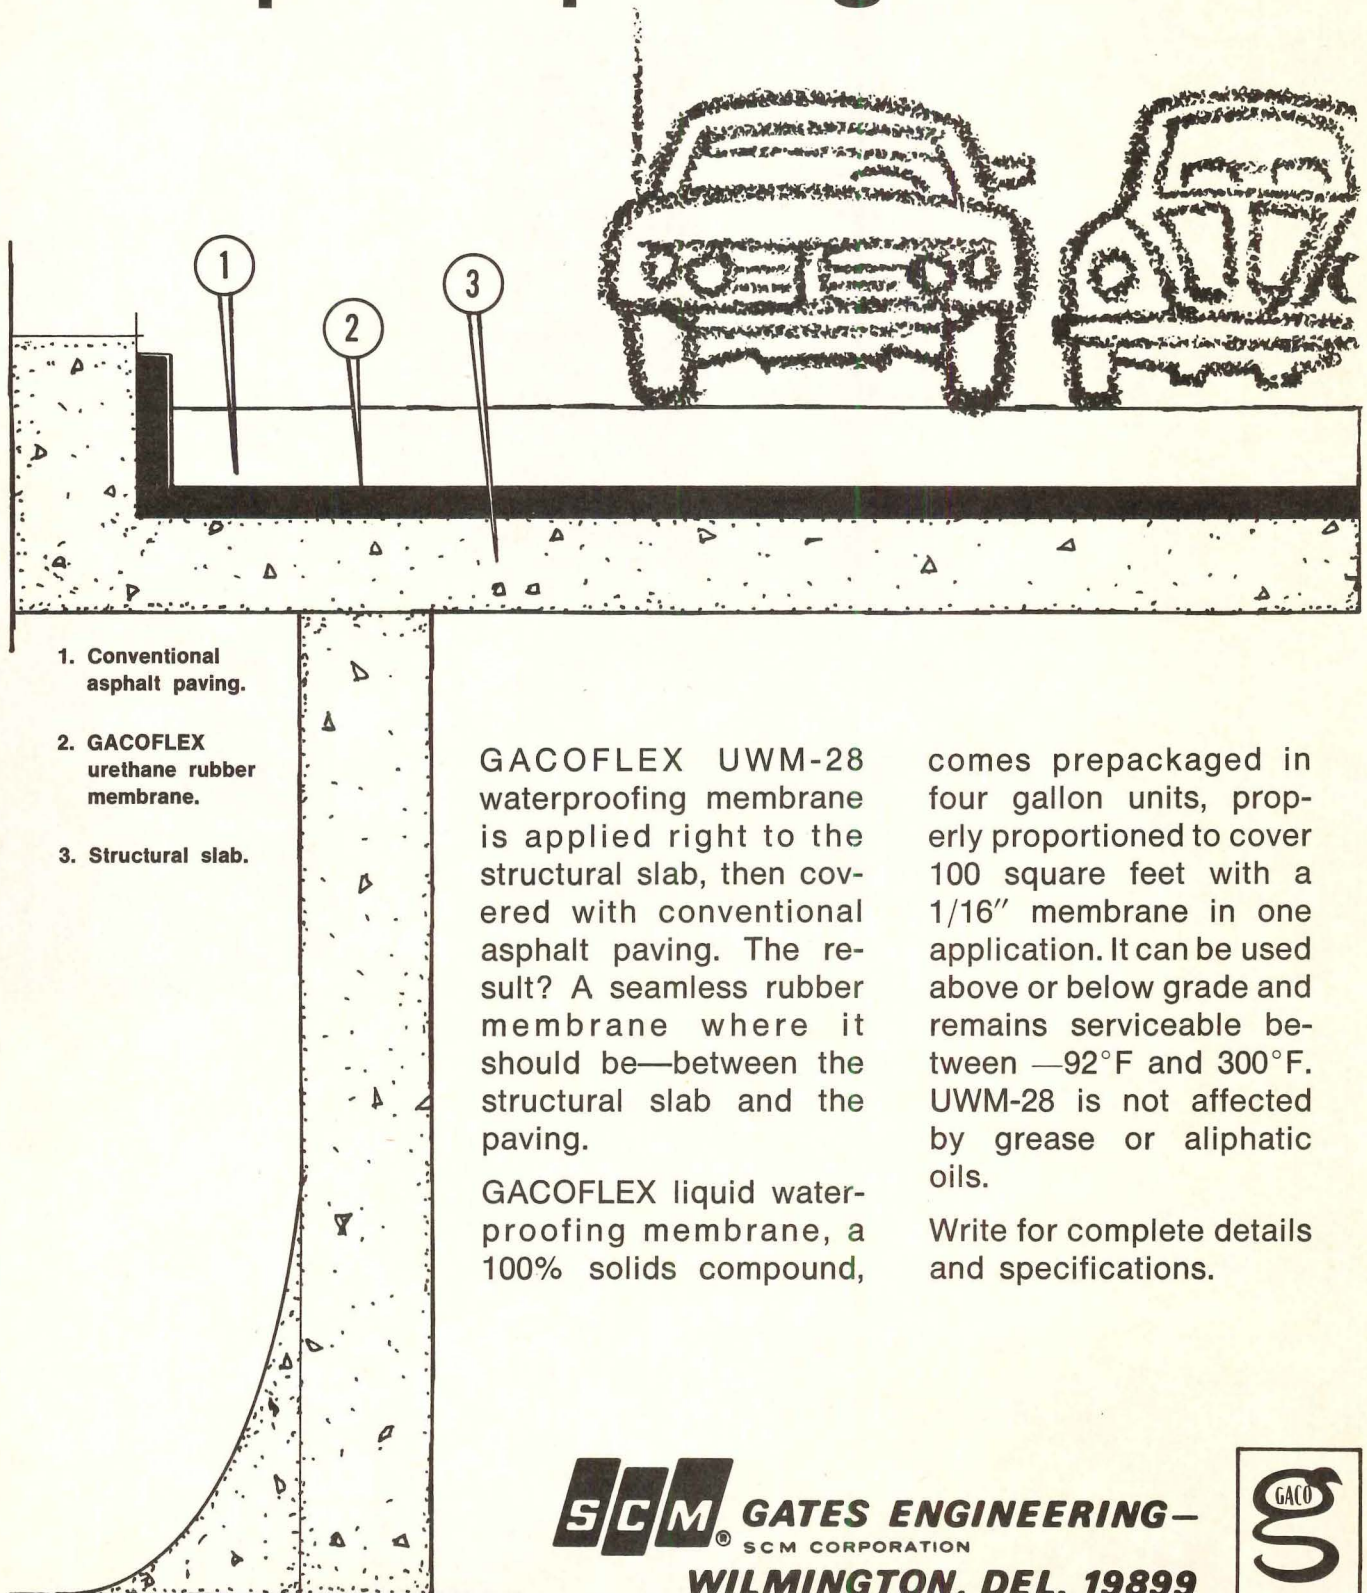 1
2
3
1. Conventional
asphalt paving.
2. GACOFLEX
urethane rubber
membrane.
3. Structural slab.
GACOFLEX UWM-28
waterproofing membrane
is applied right to the
structural slab, then cov-
ered with conventional
asphalt paving. The re-
sult? A seamless rubber
membrane where it
should be—between the
structural slab and the
paving.
GACOFLEX liquid water-
proofing membrane, a
100% solids compound,
comes prepackaged in
four gallon units, prop-
erly proportioned to cover
100 square feet with a
1/16″ membrane in one
application. It can be used
above or below grade and
remains serviceable be-
tween —92°F and 300°F.
UWM-28 is not affected
by grease or aliphatic
oils.
Write for complete details
and specifications.
SCM® GATES ENGINEERING—
SCM CORPORATION
WILMINGTON, DEL. 19899
GACO